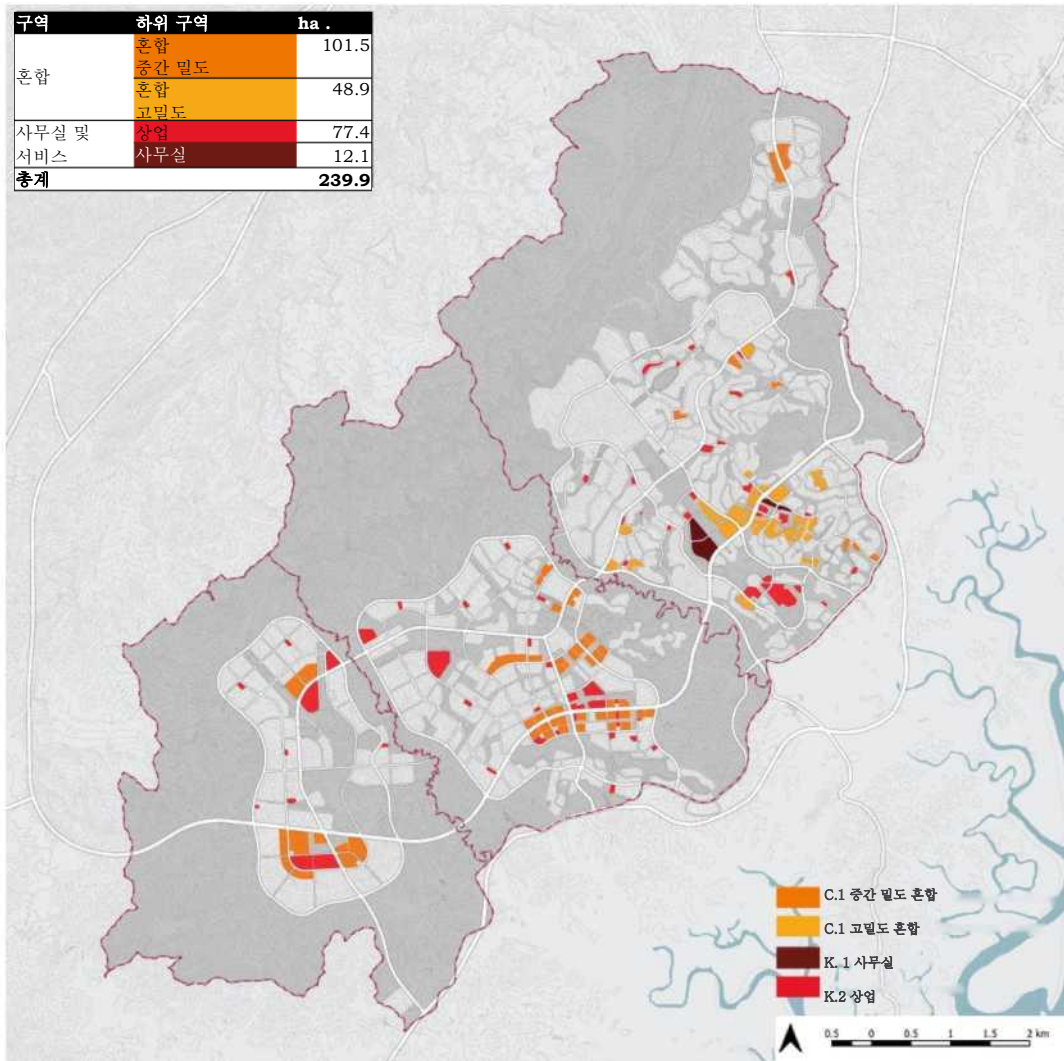 구역 하위 구역 ha .
혼합 101.5
혼합
중간 밀도
혼합 48.9
고밀도
사무실 및 상업 77.4
서비스 사무실 12.1
총계 239.9
C.1 중간 밀도 혼합
C.1 고밀도 혼합
K. 1 사무실
K.2 상업
0.5 0 0.5 1 1.5 2 km